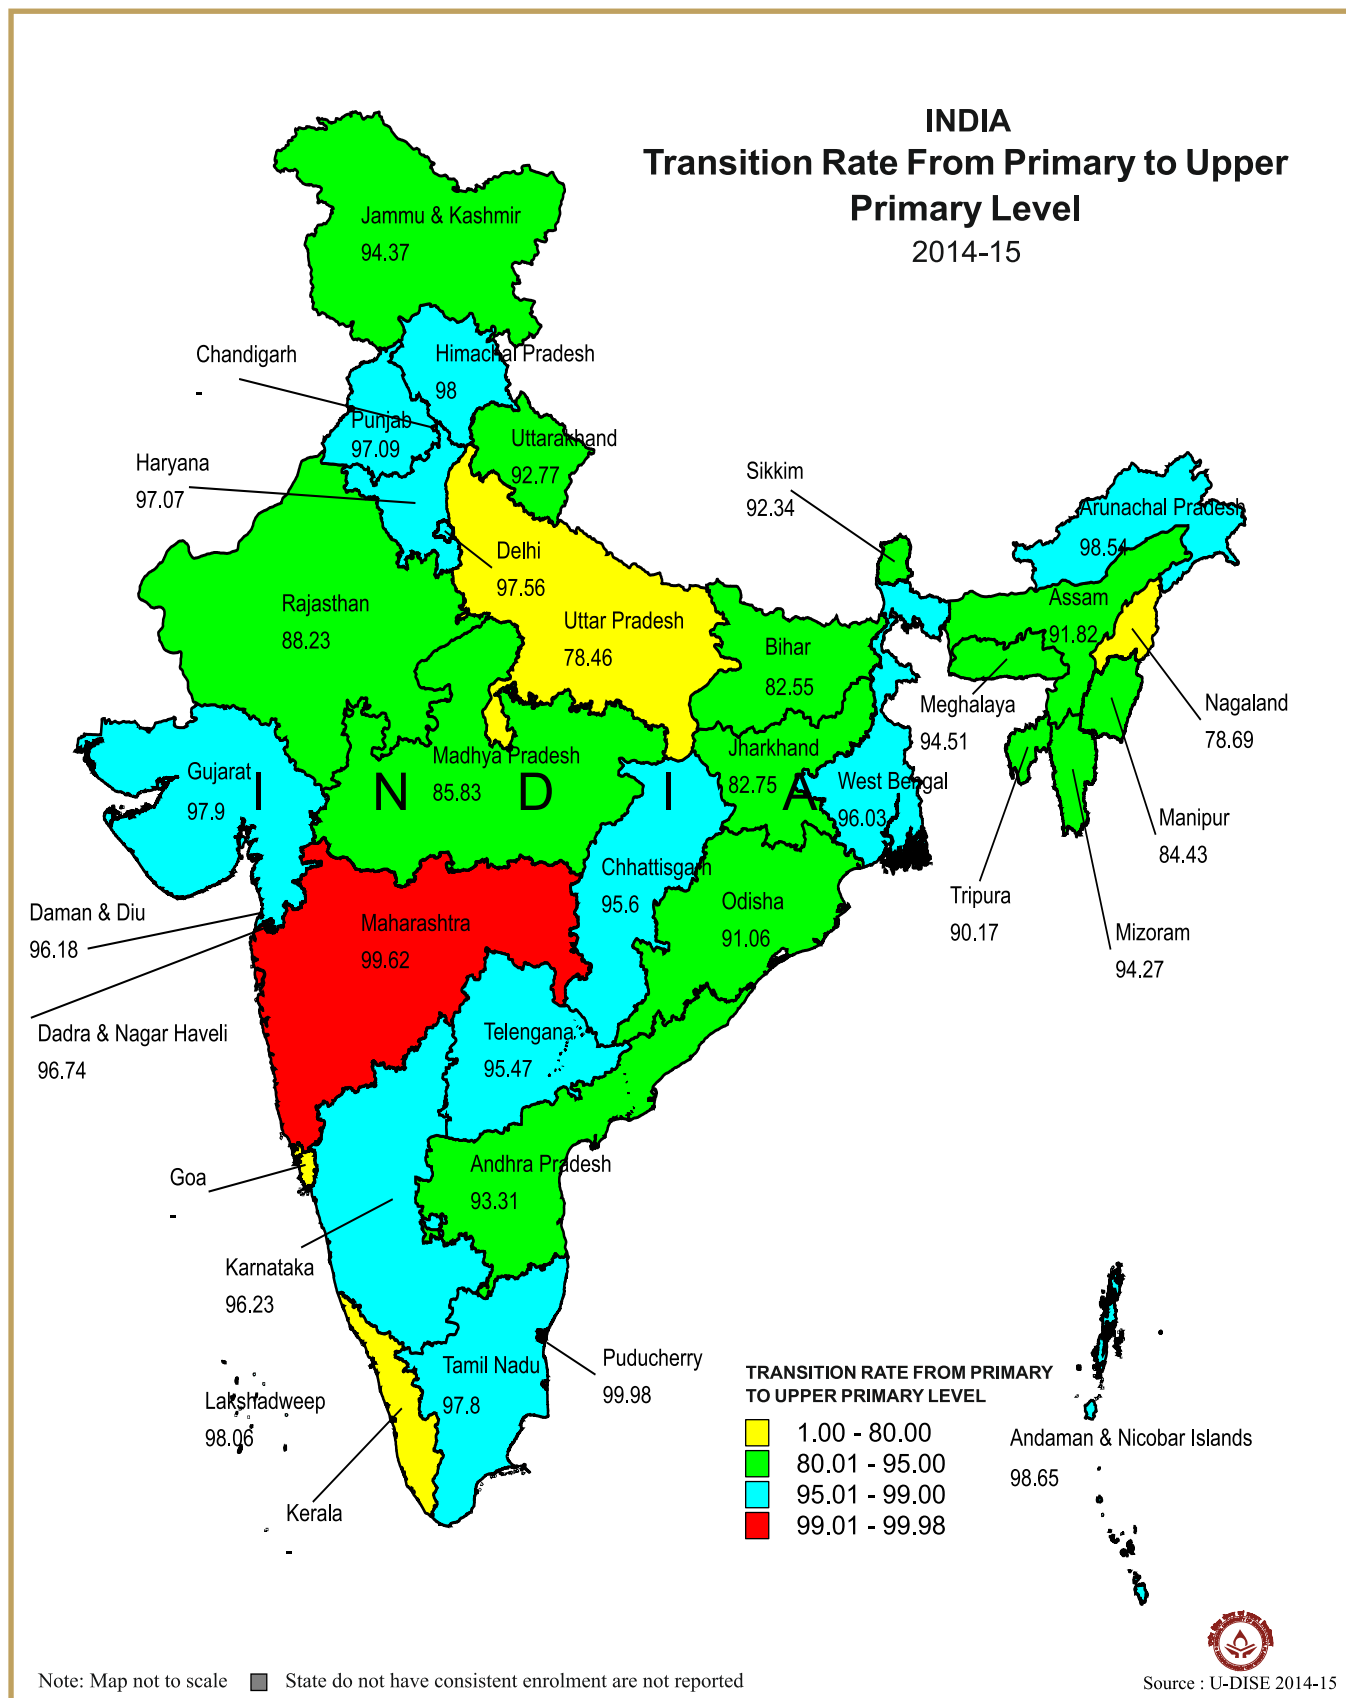 INDIA
Transition Rate From Primary to Upper
Primary Level
2014-15
Jammu & Kashmir
94.37
Chandigarh
-
Himachal Pradesh
98
Punjab
97.09
Haryana
97.07
Uttarakhand
92.77
Sikkim
92.34
Arunachal Pradesh
98.54
Delhi
97.56
Rajasthan
88.23
Uttar Pradesh
78.46
Assam
91.82
Bihar
82.55
Meghalaya
94.51
Nagaland
78.69
Gujarat
97.9
Madhya Pradesh
85.83
Jharkhand
82.75
West Bengal
96.03
I N D I A
Manipur
84.43
Chhattisgarh
95.6
Odisha
91.06
Tripura
90.17
Mizoram
94.27
Daman & Diu
96.18
Maharashtra
99.62
Dadra & Nagar Haveli
96.74
Telengana
95.47
Goa
-
Andhra Pradesh
93.31
Karnataka
96.23
Tamil Nadu
97.8
Puducherry
99.98
Lakshadweep
98.06
Kerala
-
TRANSITION RATE FROM PRIMARY
TO UPPER PRIMARY LEVEL
1.00 - 80.00
80.01 - 95.00
95.01 - 99.00
99.01 - 99.98
Andaman & Nicobar Islands
98.65
Note: Map not to scale
State do not have consistent enrolment are not reported
Source : U-DISE 2014-15